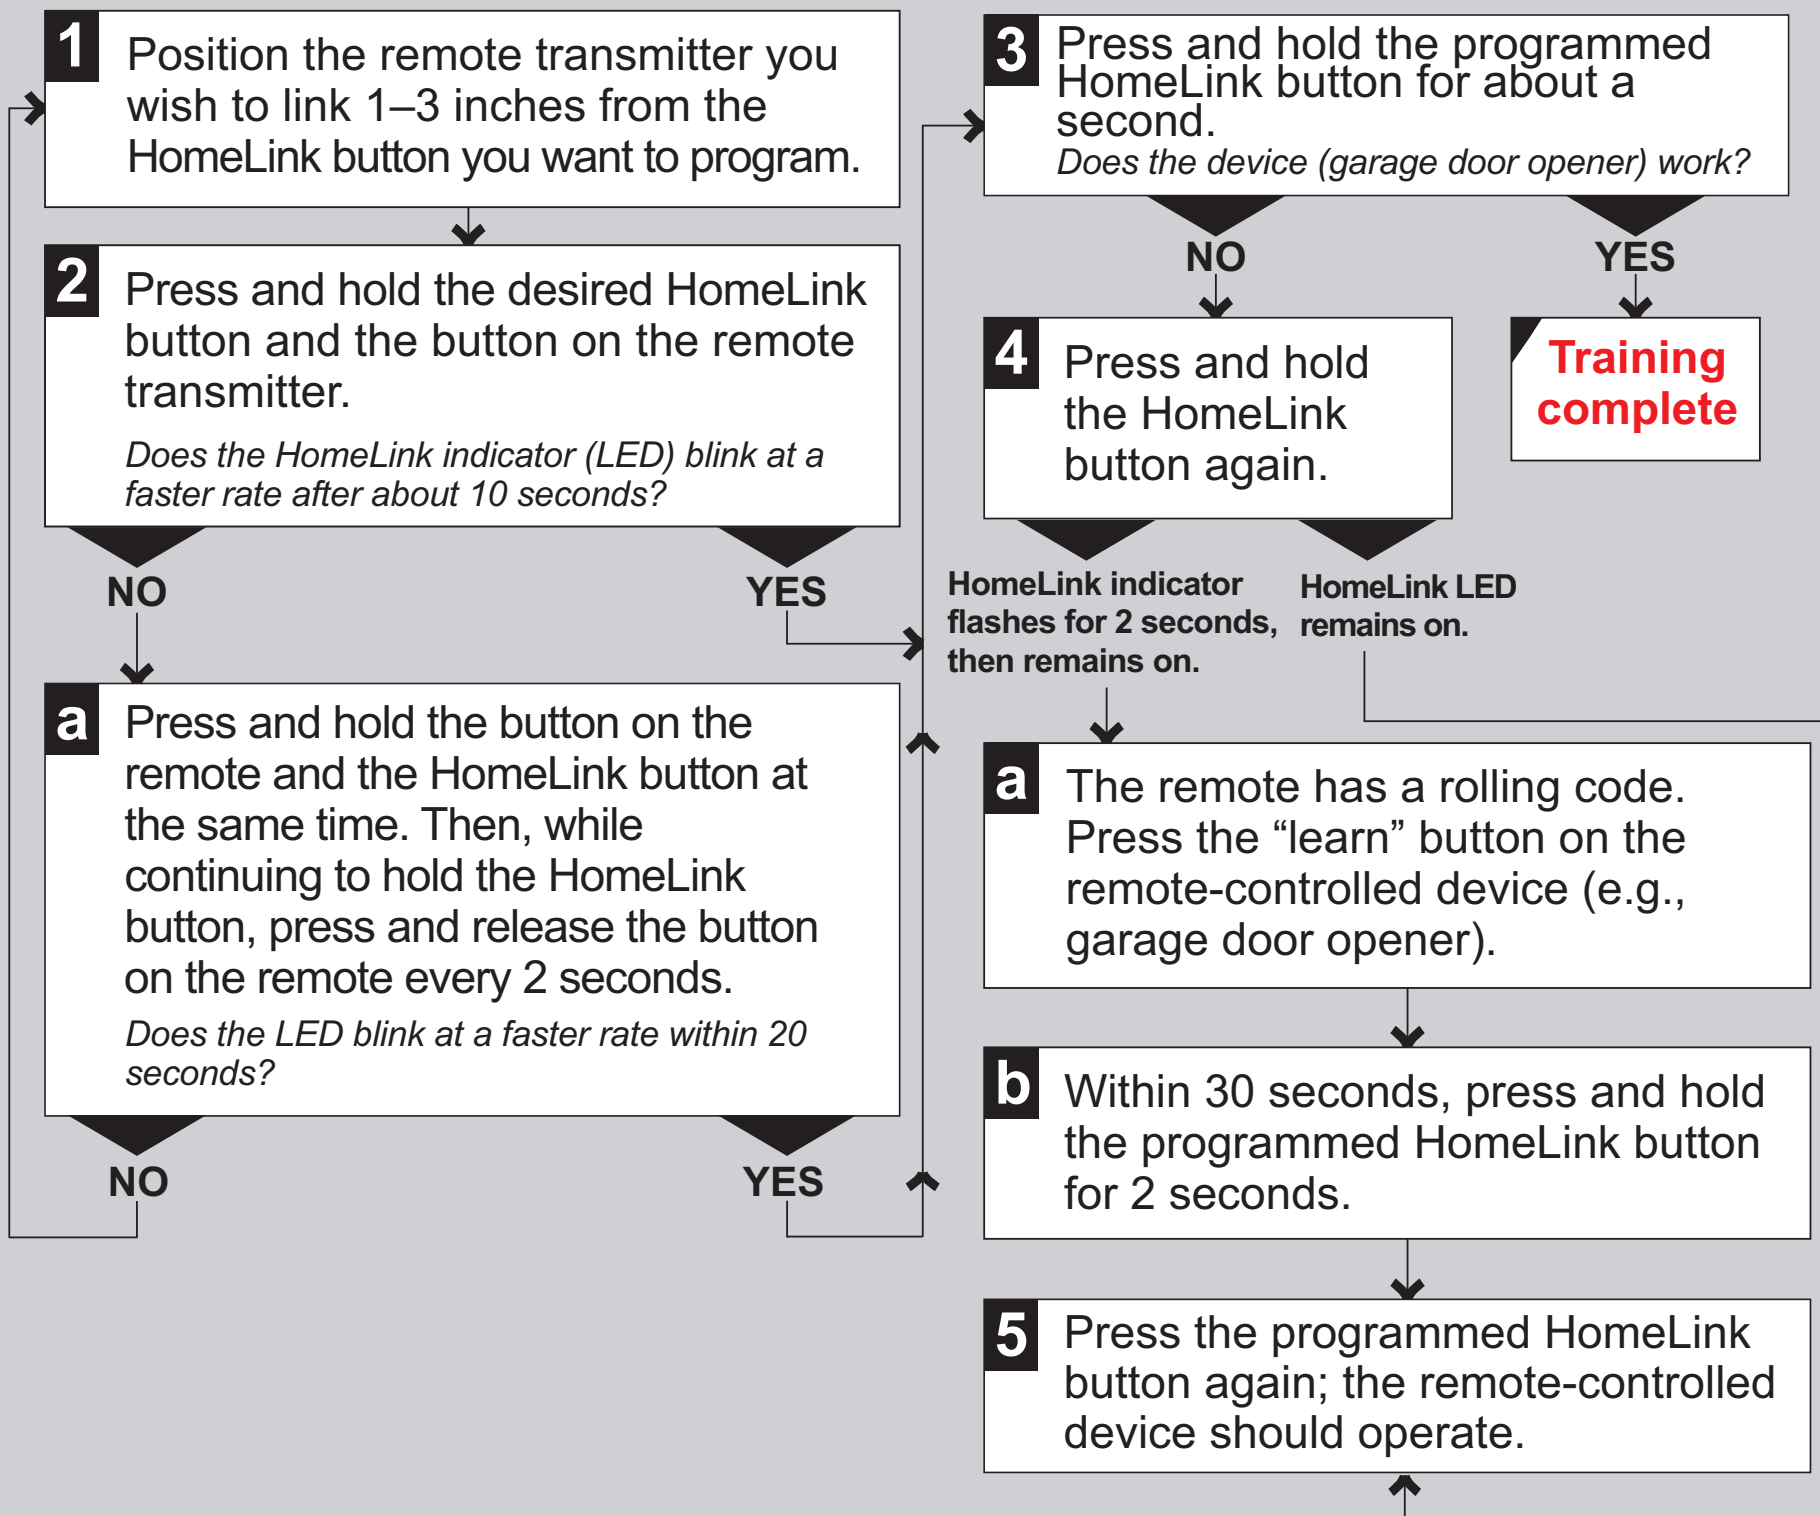 1
Position the remote transmitter you
wish to link 1–3 inches from the
HomeLink button you want to program.
2
Press and hold the desired HomeLink
button and the button on the remote
transmitter.
Does the HomeLink indicator (LED) blink at a
faster rate after about 10 seconds?
NO
YES
a
Press and hold the button on the
remote and the HomeLink button at
the same time. Then, while
continuing to hold the HomeLink
button, press and release the button
on the remote every 2 seconds.
Does the LED blink at a faster rate within 20
seconds?
NO
YES
3
Press and hold the programmed
HomeLink button for about a
second.
Does the device (garage door opener) work?
NO
YES
4
Press and hold
the HomeLink
button again.
Training
complete
HomeLink indicator
flashes for 2 seconds,
then remains on.
HomeLink LED
remains on.
a
The remote has a rolling code.
Press the “learn” button on the
remote-controlled device (e.g.,
garage door opener).
b
Within 30 seconds, press and hold
the programmed HomeLink button
for 2 seconds.
5
Press the programmed HomeLink
button again; the remote-controlled
device should operate.